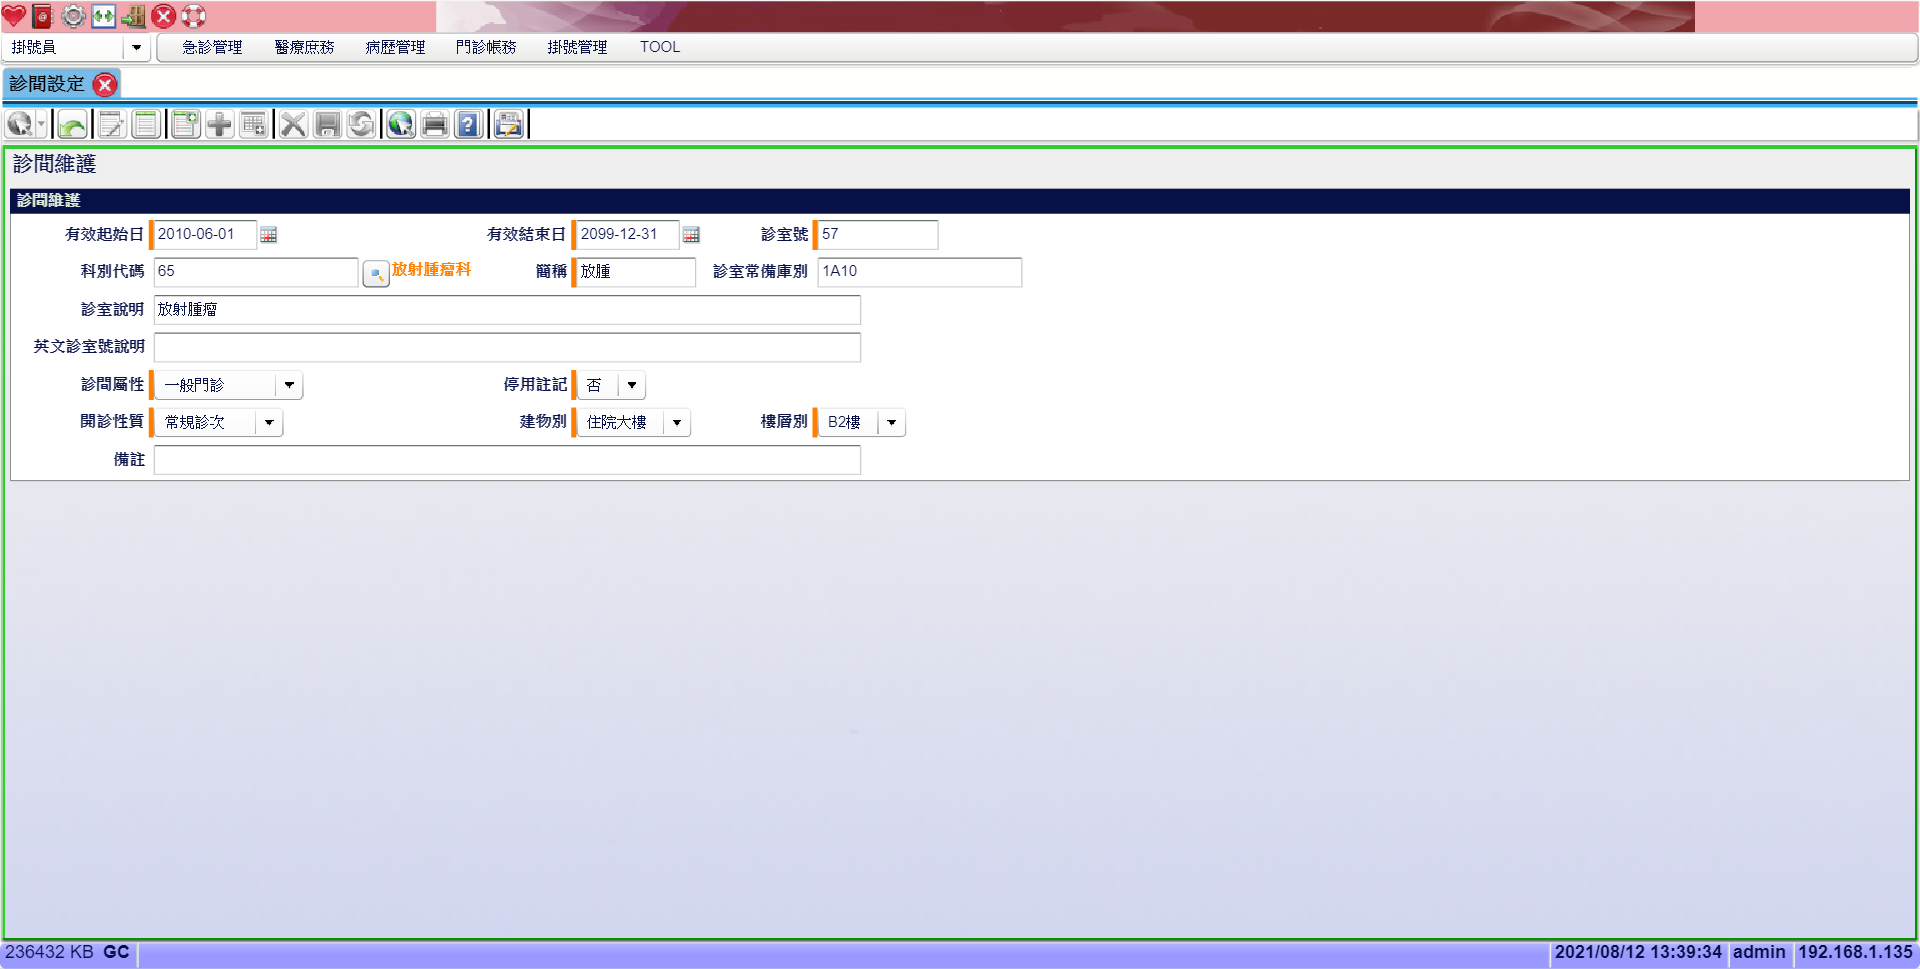 掛號員 急診管理 醫療庶務 病歷管理 門診帳務 掛號管理 TOOL
診間設定
診間維護
診間維護
有效起始日 2010-06-01 有效結束日 2099-12-31 診室號 57
科別代碼 65 放射腫瘤科 簡稱 放腫 診室常備庫別 1A10
診室說明 放射腫瘤
英文診室號說明
診間屬性 一般門診 停用註記 否
開診性質 常規診次 建物別 住院大樓 樓層別 B2樓
備註
236432 KB GC 2021/08/12 13:39:34 admin 192.168.1.135